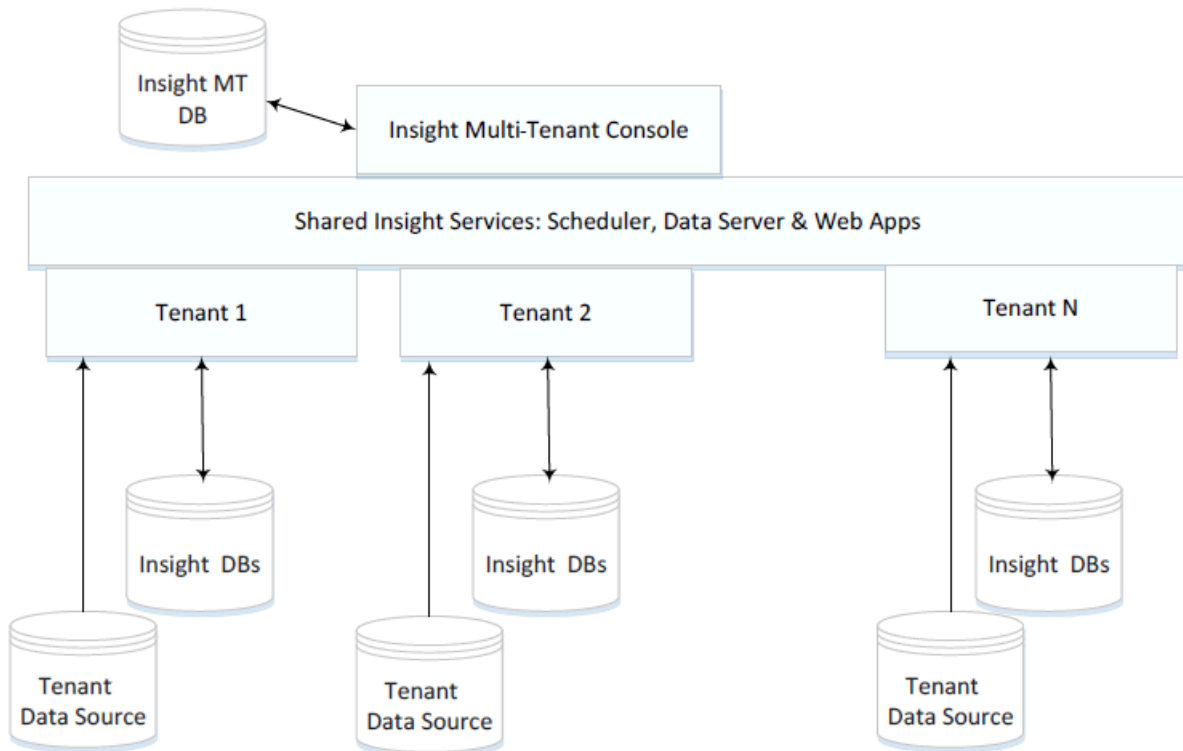 Insight MT
DB
Insight Multi-Tenant Console
Shared Insight Services: Scheduler, Data Server & Web Apps
Tenant 1
Tenant 2
Tenant N
Insight DBs
Insight DBs
Insight DBs
Tenant
Data Source
Tenant
Data Source
Tenant
Data Source